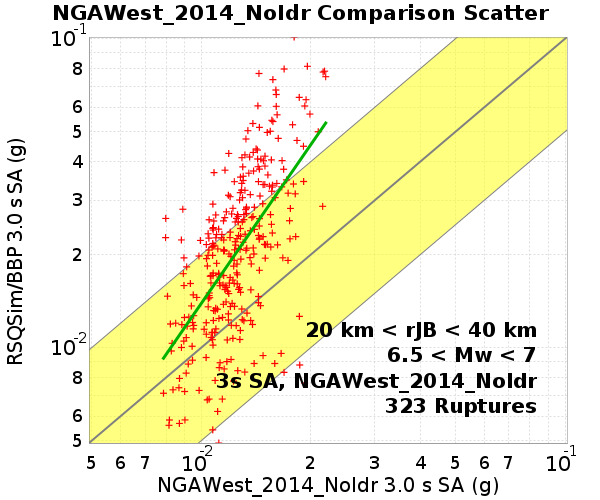 NGAWest_2014_NoIdr Comparison Scatter
10-1
8
6
5
4
3
2
10-2
8
6
5
RSQSim/BBP 3.0 s SA (g)
20 km < rJB < 40 km
6.5 < Mw < 7
3s SA, NGAWest_2014_NoIdr
323 Ruptures
5 6 7 10-2 2 3 4 5 6 7 10-1
NGAWest_2014_NoIdr 3.0 s SA (g)